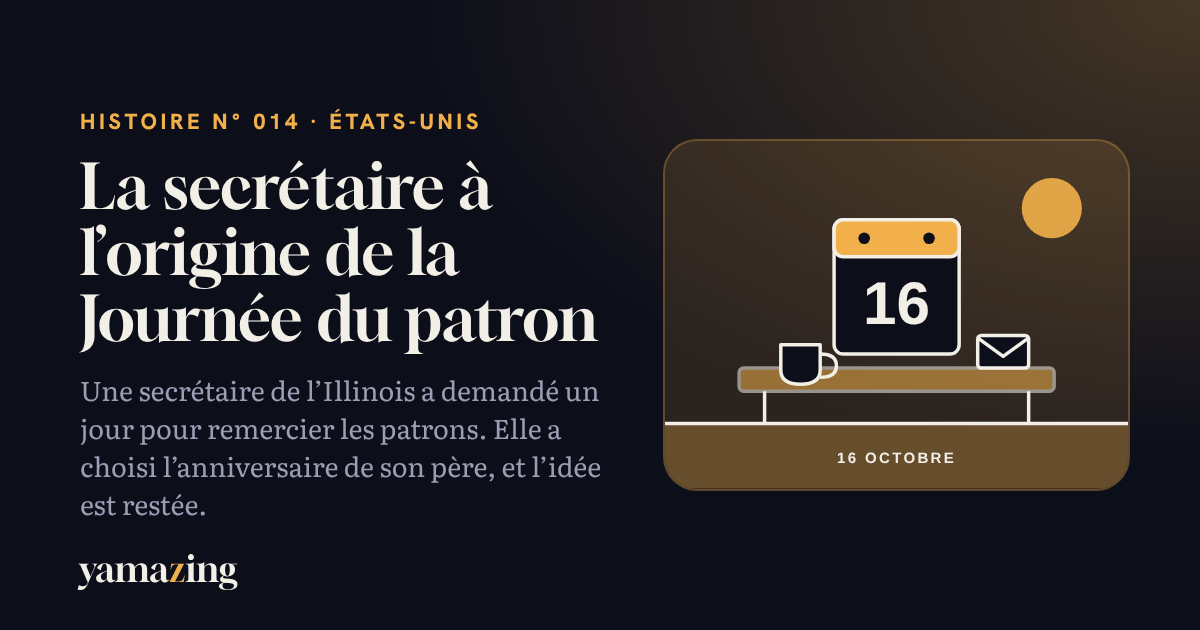 HISTOIRE N° 014 · ÉTATS-UNIS
La secrétaire à
l’origine de la
Journée du patron
Une secrétaire de l’Illinois a demandé un
jour pour remercier les patrons. Elle a
choisi l’anniversaire de son père, et l’idée
est restée.
yamazing
16
16 OCTOBRE